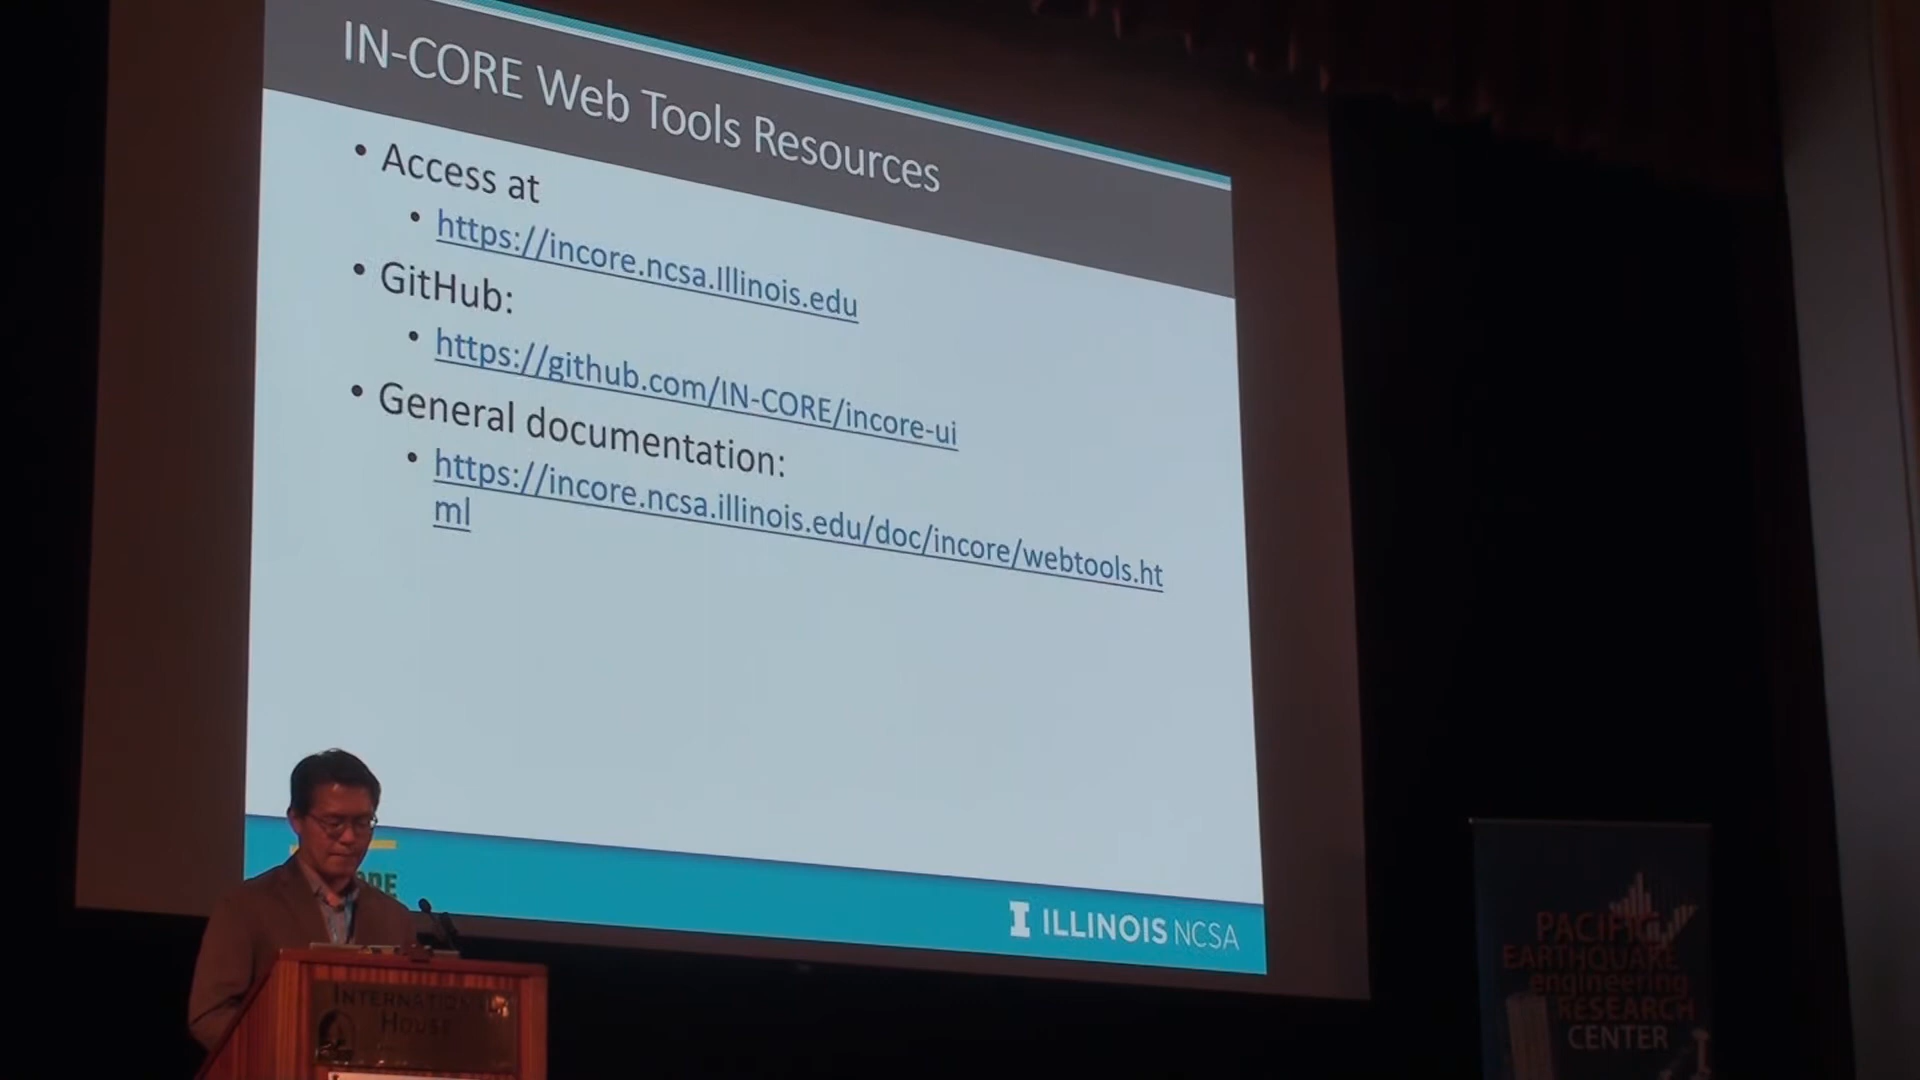 IN-CORE Web Tools Resources
• Access at
• https://incore.ncsa.Illinois.edu
• GitHub:
• https://github.com/IN-CORE/incore-ui
• General documentation:
• https://incore.ncsa.illinois.edu/doc/incore/webtools.ht
ml
I ILLINOIS NCSA
INTERNATIONAL
HOUSE
PACIFIC
EARTHQUAKE
engineering
RESEARCH
CENTER